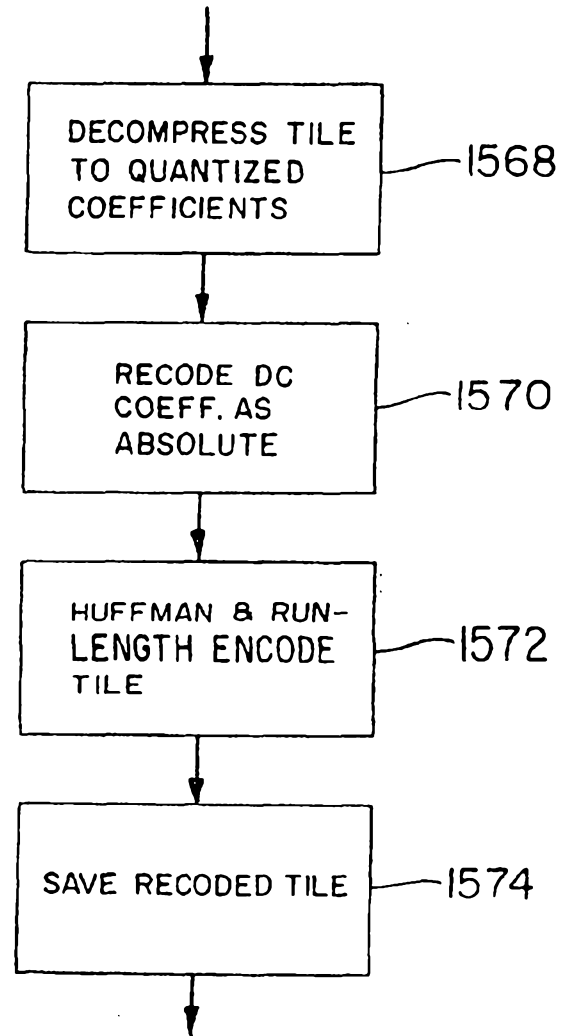 DECOMPRESS TILE
TO QUANTIZED
COEFFICIENTS
1568
RECODE DC
COEFF. AS
ABSOLUTE
1570
HUFFMAN & RUN-
LENGTH ENCODE
TILE
1572
SAVE RECODED TILE
1574